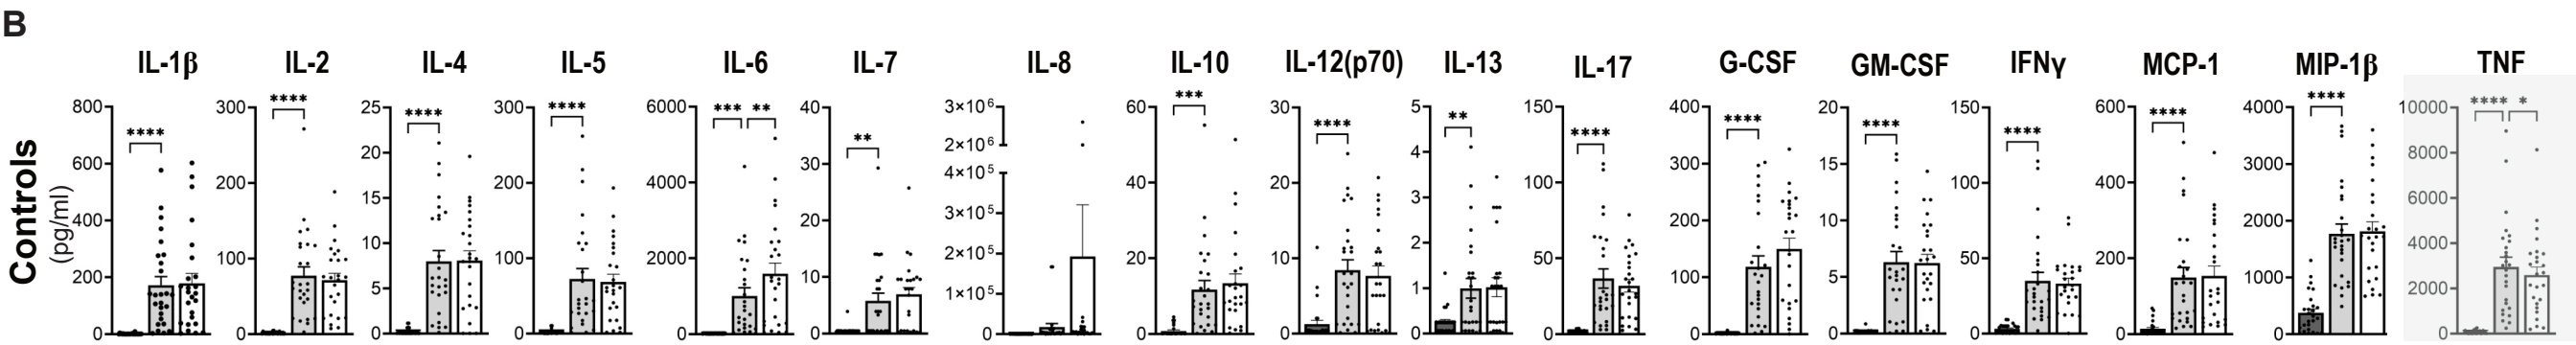 B
IL-1β IL-2 IL-4 IL-5 IL-6 IL-7 IL-8 IL-10 IL-12(p70) IL-13 IL-17 G-CSF GM-CSF IFNγ MCP-1 MIP-1β TNF
Controls
(pg/ml)
800 600 400 200 0
****
300 200 100 0
****
25 20 15 10 5 0
****
300 200 100 0
****
6000 4000 2000 0
*** **
40 30 20 10 0
**
3×10⁶ 2×10⁶ 4×10⁵ 3×10⁵ 2×10⁵ 1×10⁵ 0
60 40 20 0
***
30 20 10 0
****
5 4 3 2 1 0
**
150 100 50 0
****
400 300 200 100 0
****
20 15 10 5 0
****
150 100 50 0
****
600 400 200 0
****
4000 3000 2000 1000 0
****
10000 8000 6000 4000 2000 0
**** *